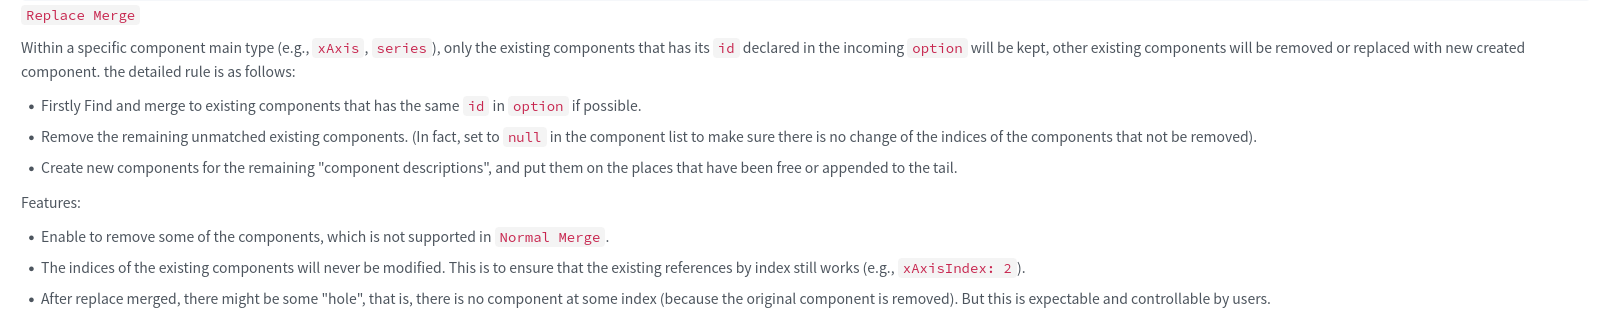 Replace Merge
Within a specific component main type (e.g., xAxis , series ), only the existing components that has its id declared in the incoming option will be kept, other existing components will be removed or replaced with new created
component. the detailed rule is as follows:
• Firstly Find and merge to existing components that has the same id in option if possible.
• Remove the remaining unmatched existing components. (In fact, set to null in the component list to make sure there is no change of the indices of the components that not be removed).
• Create new components for the remaining "component descriptions", and put them on the places that have been free or appended to the tail.
Features:
• Enable to remove some of the components, which is not supported in Normal Merge .
• The indices of the existing components will never be modified. This is to ensure that the existing references by index still works (e.g., xAxisIndex: 2 ).
• After replace merged, there might be some "hole", that is, there is no component at some index (because the original component is removed). But this is expectable and controllable by users.